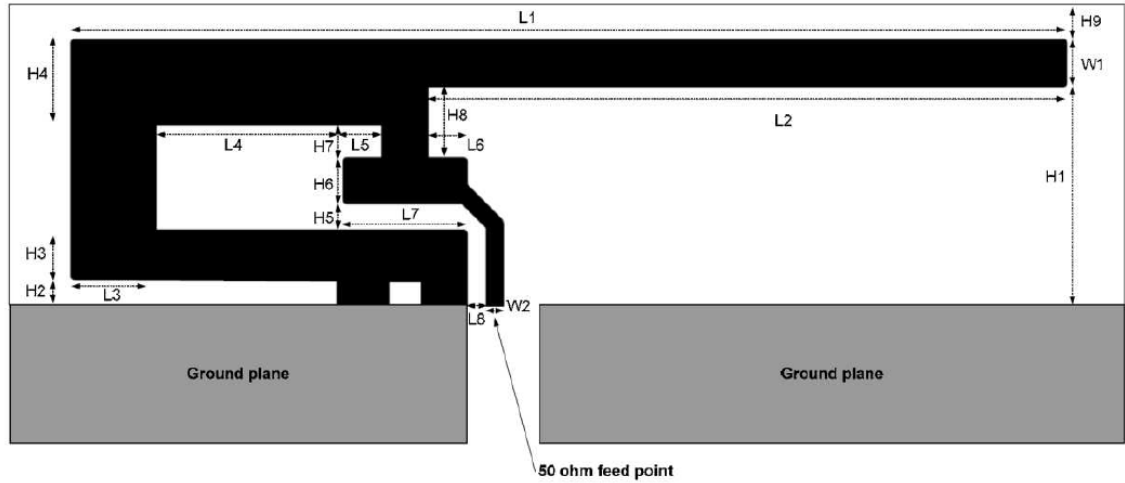 L1
H9
H4
W1
H8
L2
L4
H7
L5
L6
H1
H6
H5
L7
H3
H2
L3
L8
W2
Ground plane
Ground plane
50 ohm feed point